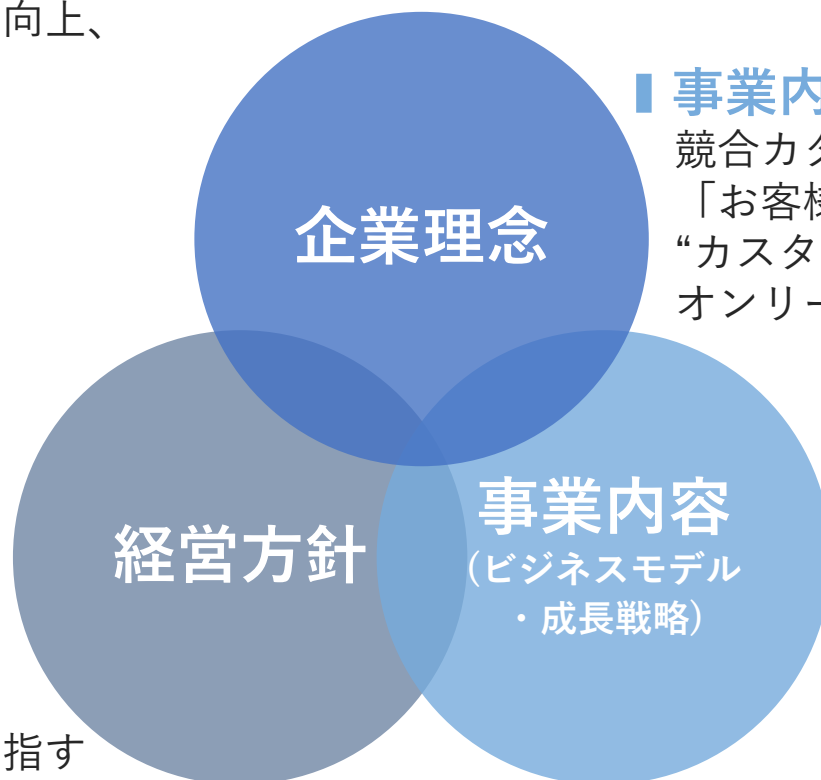 向上、
事業内
競合カタ
「お客様
“カスタ
オンリー
企業理念
経営方針
事業内容
(ビジネスモデル
・成長戦略)
指す